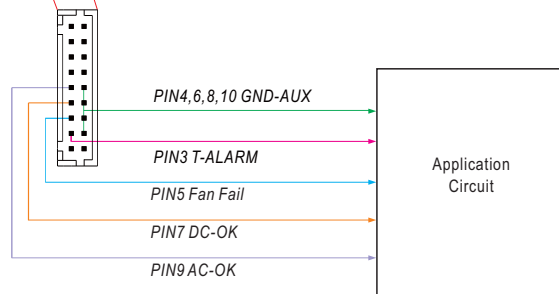 PIN4,6,8,10 GND-AUX
PIN3 T-ALARM
PIN5 Fan Fail
PIN7 DC-OK
PIN9 AC-OK
Application
Circuit